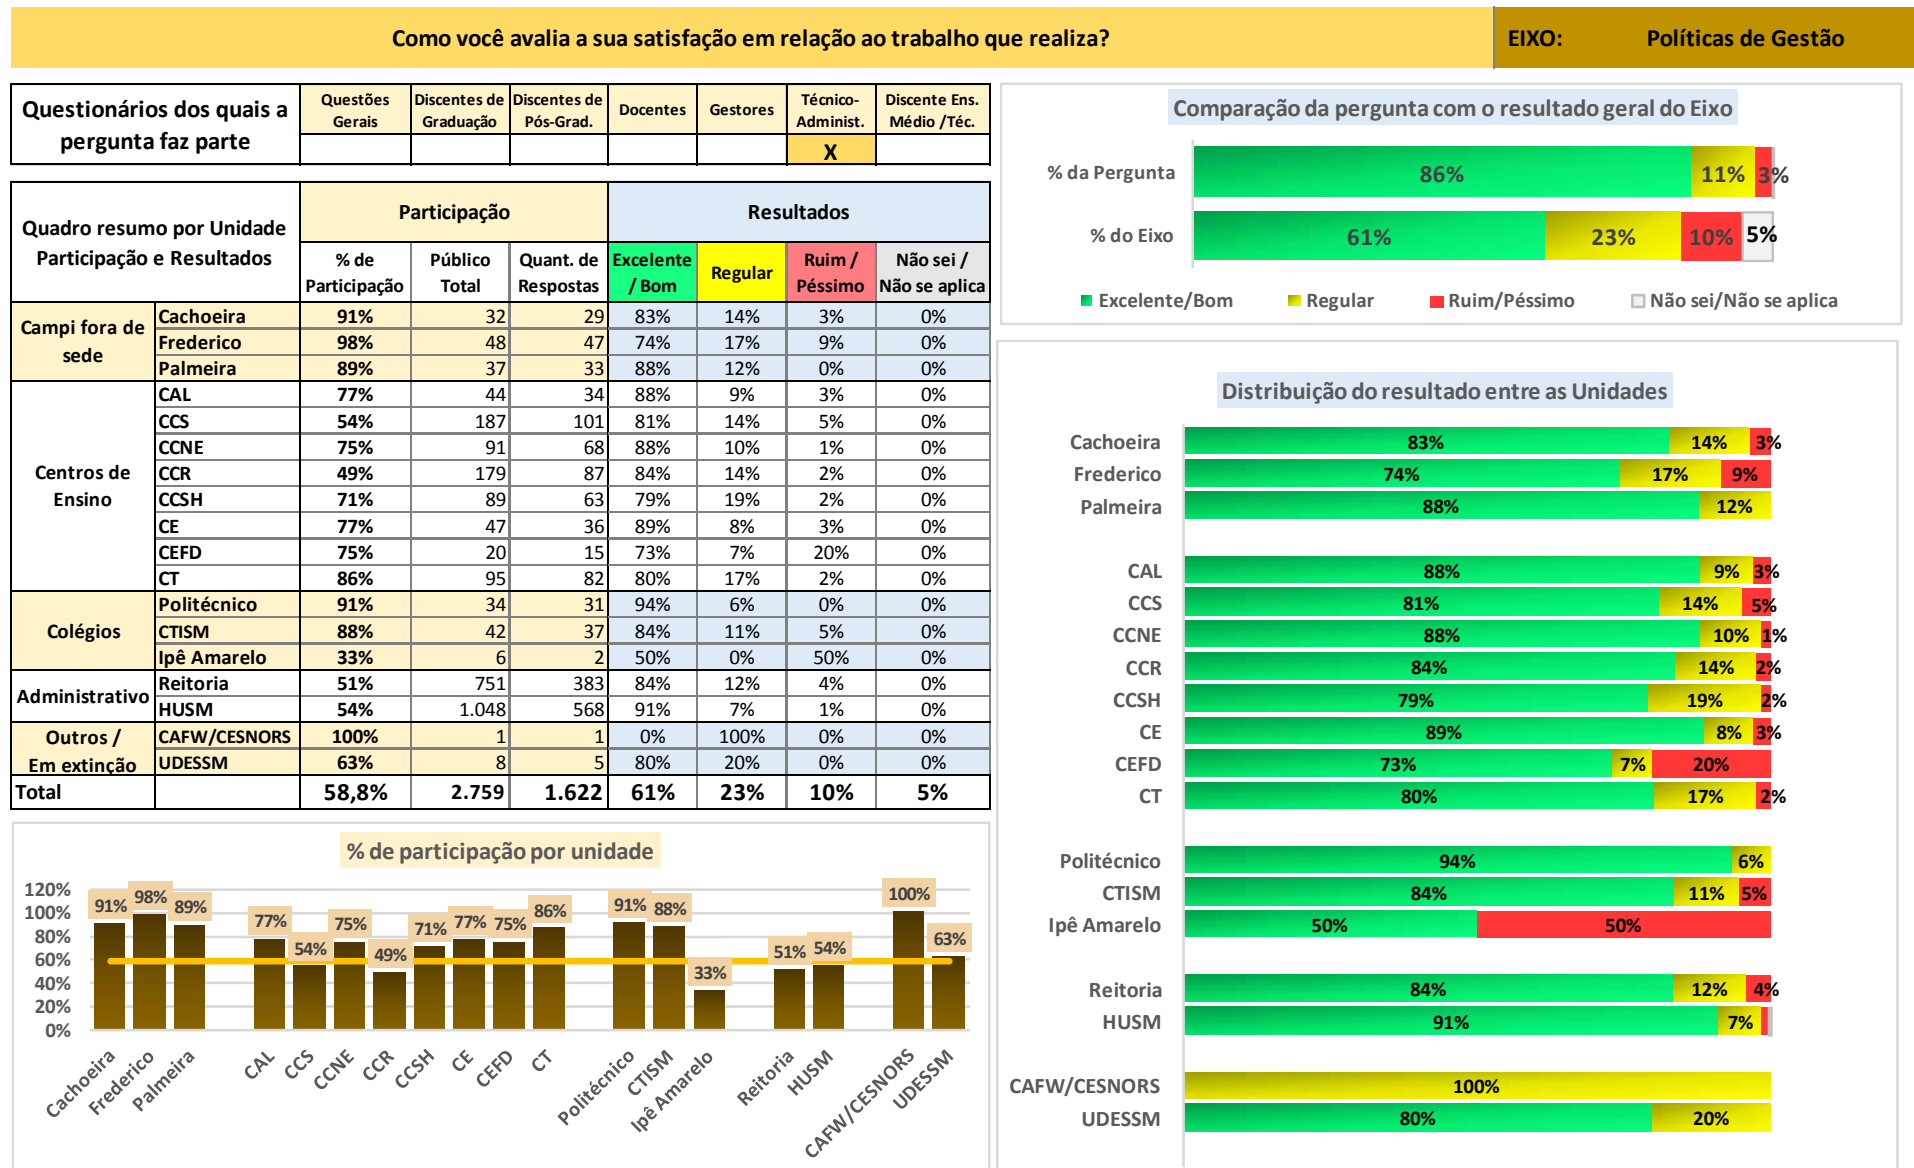 Como você avalia a sua satisfação em relação ao trabalho que realiza?
EIXO: Políticas de Gestão
Questionários dos quais a pergunta faz parte
Questões Gerais
Discentes de Graduação
Discentes de Pós-Grad.
Docentes
Gestores
Técnico-Administ.
Discente Ens. Médio /Téc.
X
Quadro resumo por Unidade
Participação e Resultados
Participação
Resultados
% de Participação
Público Total
Quant. de Respostas
Excelente / Bom
Regular
Ruim / Péssimo
Não sei / Não se aplica
Campi fora de sede
Cachoeira 91% 32 29 83% 14% 3% 0%
Frederico 98% 48 47 74% 17% 9% 0%
Palmeira 89% 37 33 88% 12% 0% 0%
Centros de Ensino
CAL 77% 44 34 88% 9% 3% 0%
CCS 54% 187 101 81% 14% 5% 0%
CCNE 75% 91 68 88% 10% 1% 0%
CCR 49% 179 87 84% 14% 2% 0%
CCSH 71% 89 63 79% 19% 2% 0%
CE 77% 47 36 89% 8% 3% 0%
CEFD 75% 20 15 73% 7% 20% 0%
CT 86% 95 82 80% 17% 2% 0%
Colégios
Politécnico 91% 34 31 94% 6% 0% 0%
CTISM 88% 42 37 84% 11% 5% 0%
Ipê Amarelo 33% 6 2 50% 0% 50% 0%
Administrativo
Reitoria 51% 751 383 84% 12% 4% 0%
HUSM 54% 1.048 568 91% 7% 1% 0%
Outros / Em extinção
CAFW/CESNORS 100% 1 1 0% 100% 0% 0%
UDESSM 63% 8 5 80% 20% 0% 0%
Total 58,8% 2.759 1.622 61% 23% 10% 5%
% de participação por unidade
120%
100%
80%
60%
40%
20%
0%
91% 98% 89% 77% 54% 75% 49% 71% 77% 75% 86% 91% 88% 33% 51% 54% 100% 63%
Cachoeira Frederico Palmeira CAL CCS CCNE CCR CCSH CE CEFD CT Politécnico CTISM Ipê Amarelo Reitoria HUSM CAFW/CESNORS UDESSM
Comparação da pergunta com o resultado geral do Eixo
% da Pergunta 86% 11% 3%
% do Eixo 61% 23% 10% 5%
Excelente/Bom Regular Ruim/Péssimo Não sei/Não se aplica
Distribuição do resultado entre as Unidades
Cachoeira 83% 14% 3%
Frederico 74% 17% 9%
Palmeira 88% 12%
CAL 88% 9% 3%
CCS 81% 14% 5%
CCNE 88% 10% 1%
CCR 84% 14% 2%
CCSH 79% 19% 2%
CE 89% 8% 3%
CEFD 73% 7% 20%
CT 80% 17% 2%
Politécnico 94% 6%
CTISM 84% 11% 5%
Ipê Amarelo 50% 50%
Reitoria 84% 12% 4%
HUSM 91% 7%
CAFW/CESNORS 100%
UDESSM 80% 20%